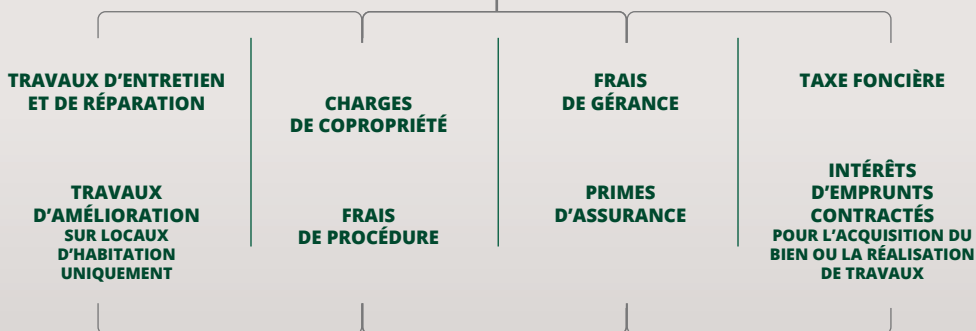 TRAVAUX D’ENTRETIEN
ET DE RÉPARATION
TRAVAUX
D’AMÉLIORATION
SUR LOCAUX
D’HABITATION
UNIQUEMENT
CHARGES
DE COPROPRIÉTÉ
FRAIS
DE PROCÉDURE
FRAIS
DE GÉRANCE
PRIMES
D’ASSURANCE
TAXE FONCIÈRE
INTÉRÊTS
D’EMPRUNTS
CONTRACTÉS
POUR L’ACQUISITION DU
BIEN OU LA RÉALISATION
DE TRAVAUX